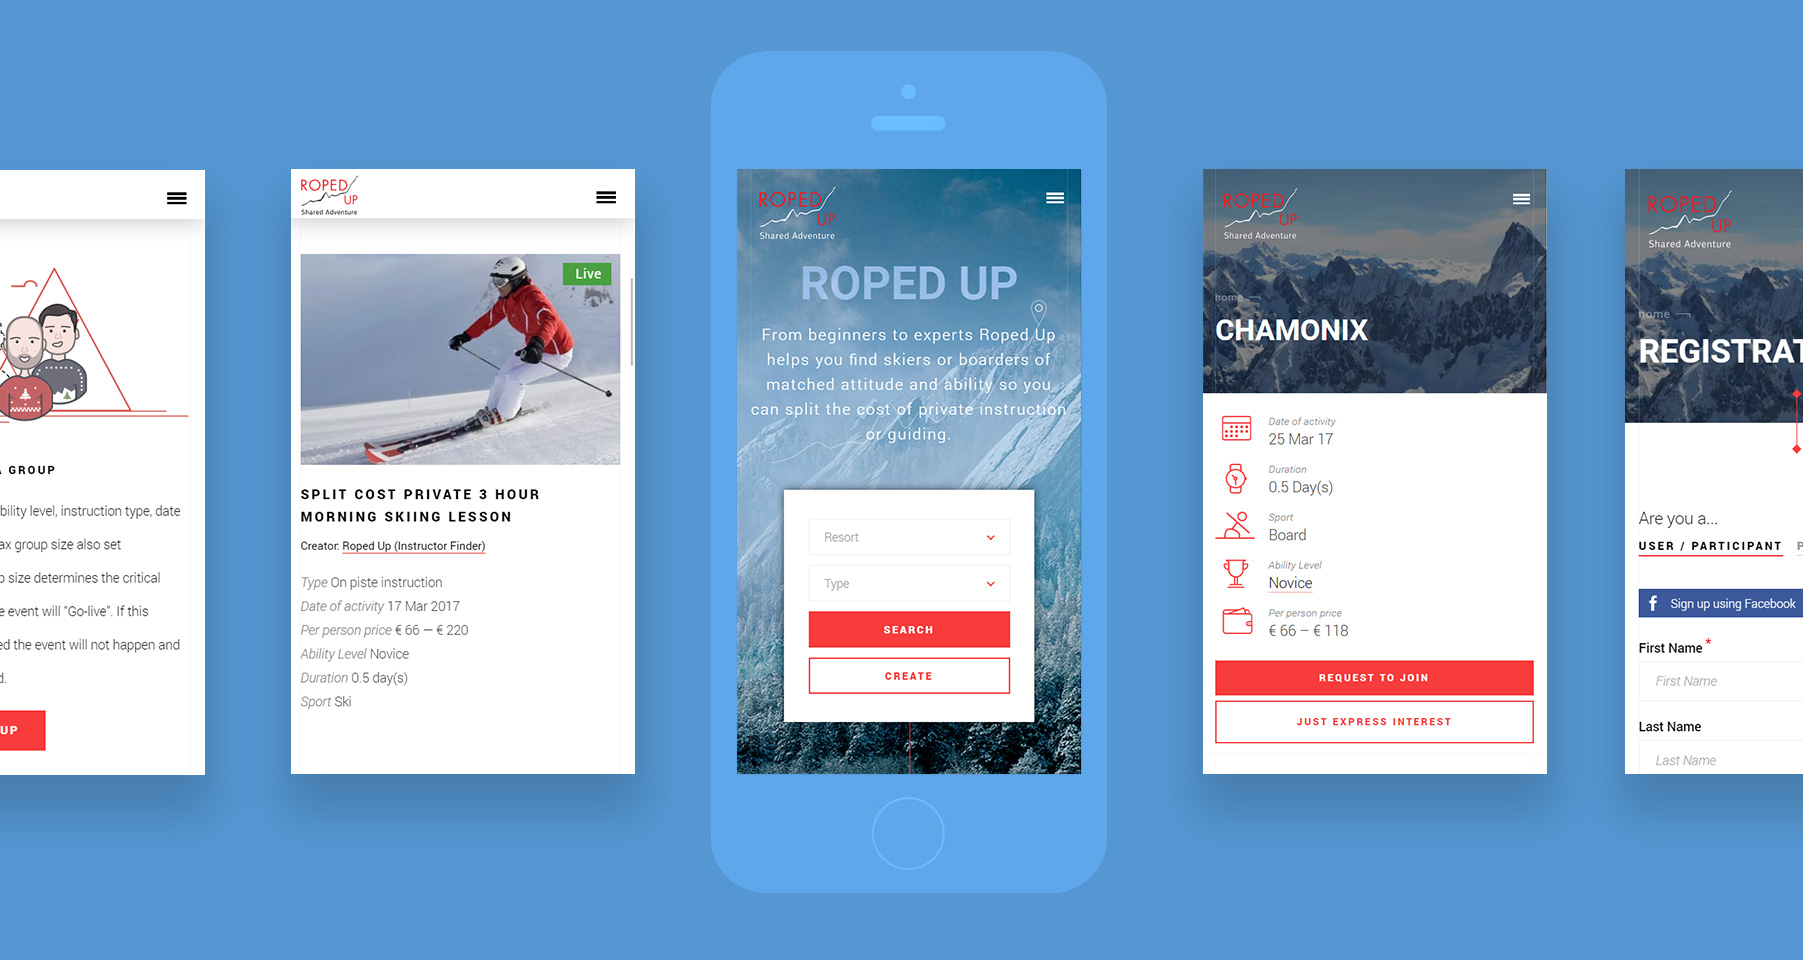 A GROUP
bility level, instruction type, date
ax group size also set
p size determines the critical
e event will “Go-live”. If this
ed the event will not happen and
d.
UP
ROPED
UP
Shared Adventure
Live
SPLIT COST PRIVATE 3 HOUR
MORNING SKIING LESSON
Creator: Roped Up (Instructor Finder)
Type On piste instruction
Date of activity 17 Mar 2017
Per person price € 66 — € 220
Ability Level Novice
Duration 0.5 day(s)
Sport Ski
ROPED
UP
Shared Adventure
ROPED UP
From beginners to experts Roped Up
helps you find skiers or boarders of
matched attitude and ability so you
can split the cost of private instruction
or guiding.
Resort
Type
SEARCH
CREATE
ROPED
UP
Shared Adventure
home
CHAMONIX
Date of activity
25 Mar 17
Duration
0.5 Day(s)
Sport
Board
Ability Level
Novice
Per person price
€ 66 – € 118
REQUEST TO JOIN
JUST EXPRESS INTEREST
ROPED
UP
Shared Adventure
home
REGISTRAT
Are you a...
USER / PARTICIPANT P
Sign up using Facebook
First Name *
First Name
Last Name
Last Name